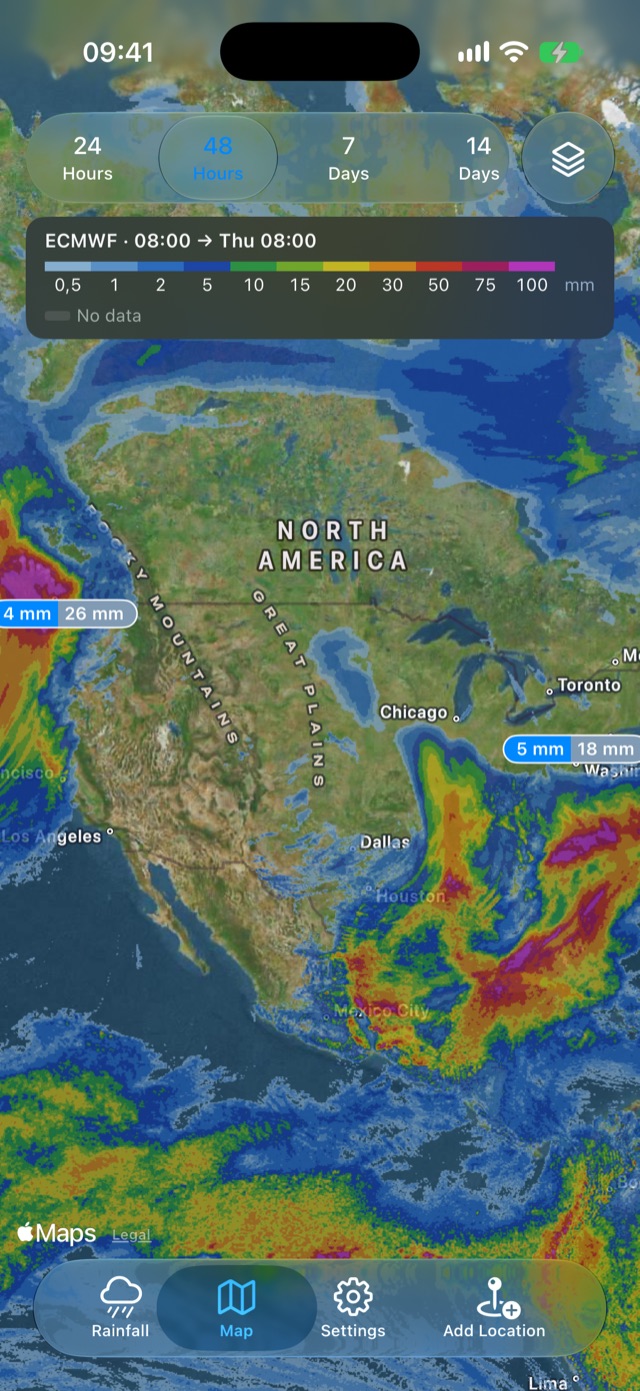 09:41
24 48 7 14
Hours Hours Days Days
ECMWF · 08:00 → Thu 08:00
0,5 1 2 5 10 15 20 30 50 75 100 mm
No data
NORTH
AMERICA
ROCKY MOUNTAINS
GREAT PLAINS
4 mm 26 mm
Toronto
Chicago
5 mm 18 mm
Washin
ncisco
Los Angeles
Dallas
Houston
Mexico City
Maps Legal
Rainfall Map Settings Add Location
Lima